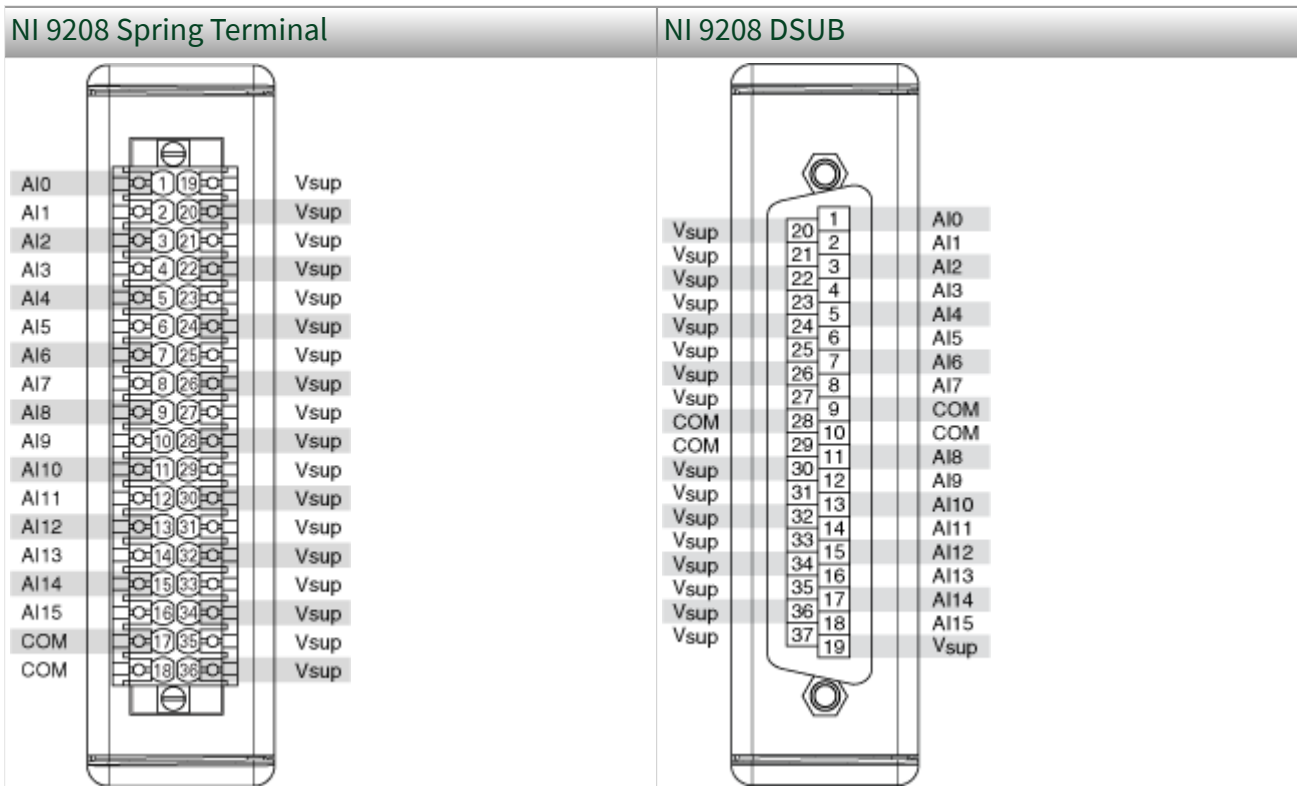 NI 9208 Spring Terminal
AI0 1 19 Vsup
AI1 2 20 Vsup
AI2 3 21 Vsup
AI3 4 22 Vsup
AI4 5 23 Vsup
AI5 6 24 Vsup
AI6 7 25 Vsup
AI7 8 26 Vsup
AI8 9 27 Vsup
AI9 10 28 Vsup
AI10 11 29 Vsup
AI11 12 30 Vsup
AI12 13 31 Vsup
AI13 14 32 Vsup
AI14 15 33 Vsup
AI15 16 34 Vsup
COM 17 35 Vsup
COM 18 36 Vsup
NI 9208 DSUB
1 AI0
Vsup 20
2 AI1
Vsup 21
3 AI2
Vsup 22
4 AI3
Vsup 23
5 AI4
Vsup 24
6 AI5
Vsup 25
7 AI6
Vsup 26
8 AI7
Vsup 27
9 COM
COM 28
10 COM
COM 29
11 AI8
Vsup 30
12 AI9
Vsup 31
13 AI10
Vsup 32
14 AI11
Vsup 33
15 AI12
Vsup 34
16 AI13
Vsup 35
17 AI14
Vsup 36
18 AI15
Vsup 37
19 Vsup